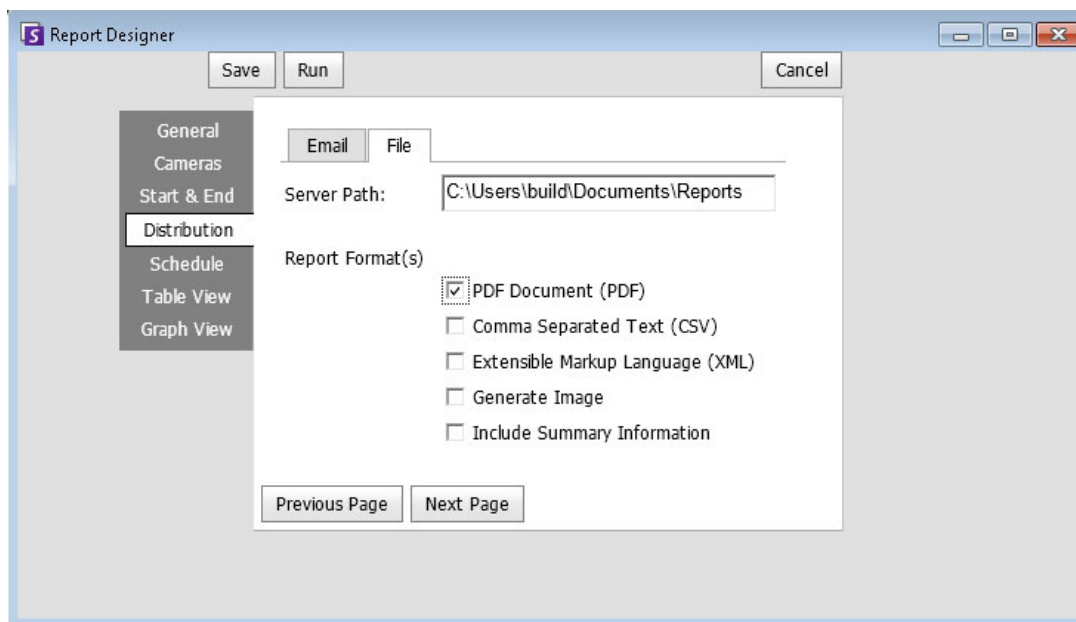 Report Designer
Save Run Cancel
General
Cameras
Start & End
Distribution
Schedule
Table View
Graph View
Email File
Server Path: C:\Users\build\Documents\Reports
Report Format(s)
PDF Document (PDF)
Comma Separated Text (CSV)
Extensible Markup Language (XML)
Generate Image
Include Summary Information
Previous Page Next Page